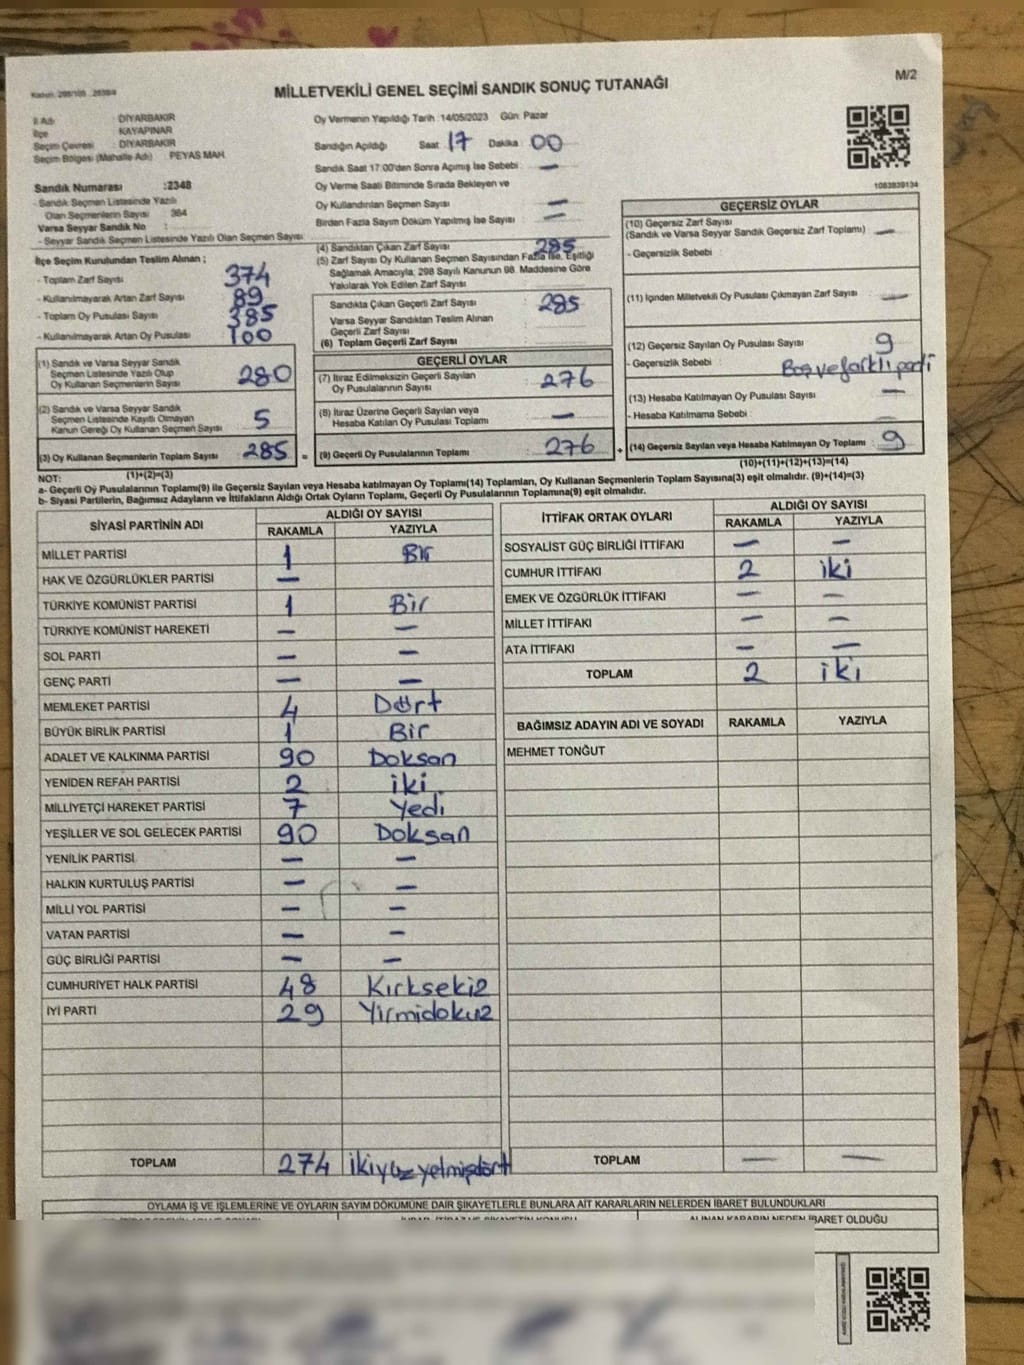 M/2
MİLLETVEKİLİ GENEL SEÇİMİ SANDIK SONUÇ TUTANAĞI
İl Adı : DİYARBAKIR
İlçe : KAYAPINAR
Seçim Çevresi : DİYARBAKIR
Seçim Bölgesi (Mahalle Adı) : PEYAS MAH
Sandık Numarası :2348
- Sandık Seçmen Listesinde Yazılı
Olan Seçmenlerin Sayısı : 364
Varsa Seyyar Sandık No :
- Seyyar Sandık Seçmen Listesinde Yazılı Olan Seçmen Sayısı
İlçe Seçim Kurulundan Teslim Alınan ;
- Toplam Zarf Sayısı 374
- Kullanılmayarak Artan Zarf Sayısı 89
- Toplam Oy Pusulası Sayısı 385
- Kullanılmayarak Artan Oy Pusulası 100
(1) Sandık ve Varsa Seyyar Sandık
Seçmen Listesinde Yazılı Olup
Oy Kullanan Seçmenlerin Sayısı 280
(2) Sandık ve Varsa Seyyar Sandık
Seçmen Listesinde Kayıtlı Olmayan
Kanun Gereği Oy Kullanan Seçmen Sayısı 5
(3) Oy Kullanan Seçmenlerin Toplam Sayısı 285 =
Oy Vermenin Yapıldığı Tarih : 14/05/2023 Gün: Pazar
Sandığın Açıldığı Saat : 17 Dakika : 00
Sandık Saat 17:00'den Sonra Açımış İse Sebebi : —
Oy Verme Saati Bitiminde Sırada Bekleyen ve
Oy Kullandırılan Seçmen Sayısı : —
Birden Fazla Sayım Döküm Yapılmış İse Sayısı : —
(4) Sandıktan Çıkan Zarf Sayısı 285
(5) Zarf Sayısı Oy Kullanan Seçmen Sayısından Fazla İse, Eşitliği
Sağlamak Amacıyla; 298 Sayılı Kanunun 98. Maddesine Göre
Yakılarak Yok Edilen Zarf Sayısı
Sandıkta Çıkan Geçerli Zarf Sayısı 285
Varsa Seyyar Sandıktan Teslim Alınan
Geçerli Zarf Sayısı
(6) Toplam Geçerli Zarf Sayısı
GEÇERLİ OYLAR
(7) İtiraz Edilmeksizin Geçerli Sayılan
Oy Pusulalarının Sayısı 276
(8) İtiraz Üzerine Geçerli Sayılan veya
Hesaba Katılan Oy Pusulası Toplamı —
(9) Geçerli Oy Pusulalarının Toplamı 276 +
1083839134
GEÇERSİZ OYLAR
(10) Geçersiz Zarf Sayısı
(Sandık ve Varsa Seyyar Sandık Geçersiz Zarf Toplamı) —
- Geçersizlik Sebebi
(11) İçinden Milletvekili Oy Pusulası Çıkmayan Zarf Sayısı —
(12) Geçersiz Sayılan Oy Pusulası Sayısı 9
- Geçersizlik Sebebi : Boş ve farklı parti
(13) Hesaba Katılmayan Oy Pusulası Sayısı —
- Hesaba Katılmama Sebebi : —
(14) Geçersiz Sayılan veya Hesaba Katılmayan Oy Toplamı 9
NOT: (1)+(2)=(3) (10)+(11)+(12)+(13)=(14)
a- Geçerli Oy Pusulalarının Toplamı(9) ile Geçersiz Sayılan veya Hesaba katılmayan Oy Toplamı(14) Toplamları, Oy Kullanan Seçmenlerin Toplam Sayısına(3) eşit olmalıdır. (9)+(14)=(3)
b- Siyasi Partilerin, Bağımsız Adayların ve İttifakların Aldığı Ortak Oyların Toplamı, Geçerli Oy Pusulalarının Toplamına(9) eşit olmalıdır.
SİYASİ PARTİNİN ADI ALDIĞI OY SAYISI
RAKAMLA YAZIYLA
MİLLET PARTİSİ 1 Bir
HAK VE ÖZGÜRLÜKLER PARTİSİ —
TÜRKİYE KOMÜNİST PARTİSİ 1 Bir
TÜRKİYE KOMÜNİST HAREKETİ — —
SOL PARTİ — —
GENÇ PARTİ — —
MEMLEKET PARTİSİ 4 Dört
BÜYÜK BİRLİK PARTİSİ 1 Bir
ADALET VE KALKINMA PARTİSİ 90 Doksan
YENİDEN REFAH PARTİSİ 2 iki
MİLLİYETÇİ HAREKET PARTİSİ 7 Yedi
YEŞİLLER VE SOL GELECEK PARTİSİ 90 Doksan
YENİLİK PARTİSİ — —
HALKIN KURTULUŞ PARTİSİ — —
MİLLİ YOL PARTİSİ — —
VATAN PARTİSİ — —
GÜÇ BİRLİĞİ PARTİSİ — —
CUMHURİYET HALK PARTİSİ 48 Kırksekiz
İYİ PARTİ 29 Yirmidokuz
TOPLAM 274 ikiyüzyetmişdört
İTTİFAK ORTAK OYLARI ALDIĞI OY SAYISI
RAKAMLA YAZIYLA
SOSYALİST GÜÇ BİRLİĞİ İTTİFAKI — —
CUMHUR İTTİFAKI 2 iki
EMEK VE ÖZGÜRLÜK İTTİFAKI — —
MİLLET İTTİFAKI — —
ATA İTTİFAKI — —
TOPLAM 2 iki
BAĞIMSIZ ADAYIN ADI VE SOYADI RAKAMLA YAZIYLA
MEHMET TONĞUT
TOPLAM — —
OYLAMA İŞ VE İŞLEMLERİNE VE OYLARIN SAYIM DÖKÜMÜNE DAİR ŞİKAYETLERLE BUNLARA AİT KARARLARIN NELERDEN İBARET BULUNDUKLARI
ALINAN KARARIN NEDEN İBARET OLDUĞU